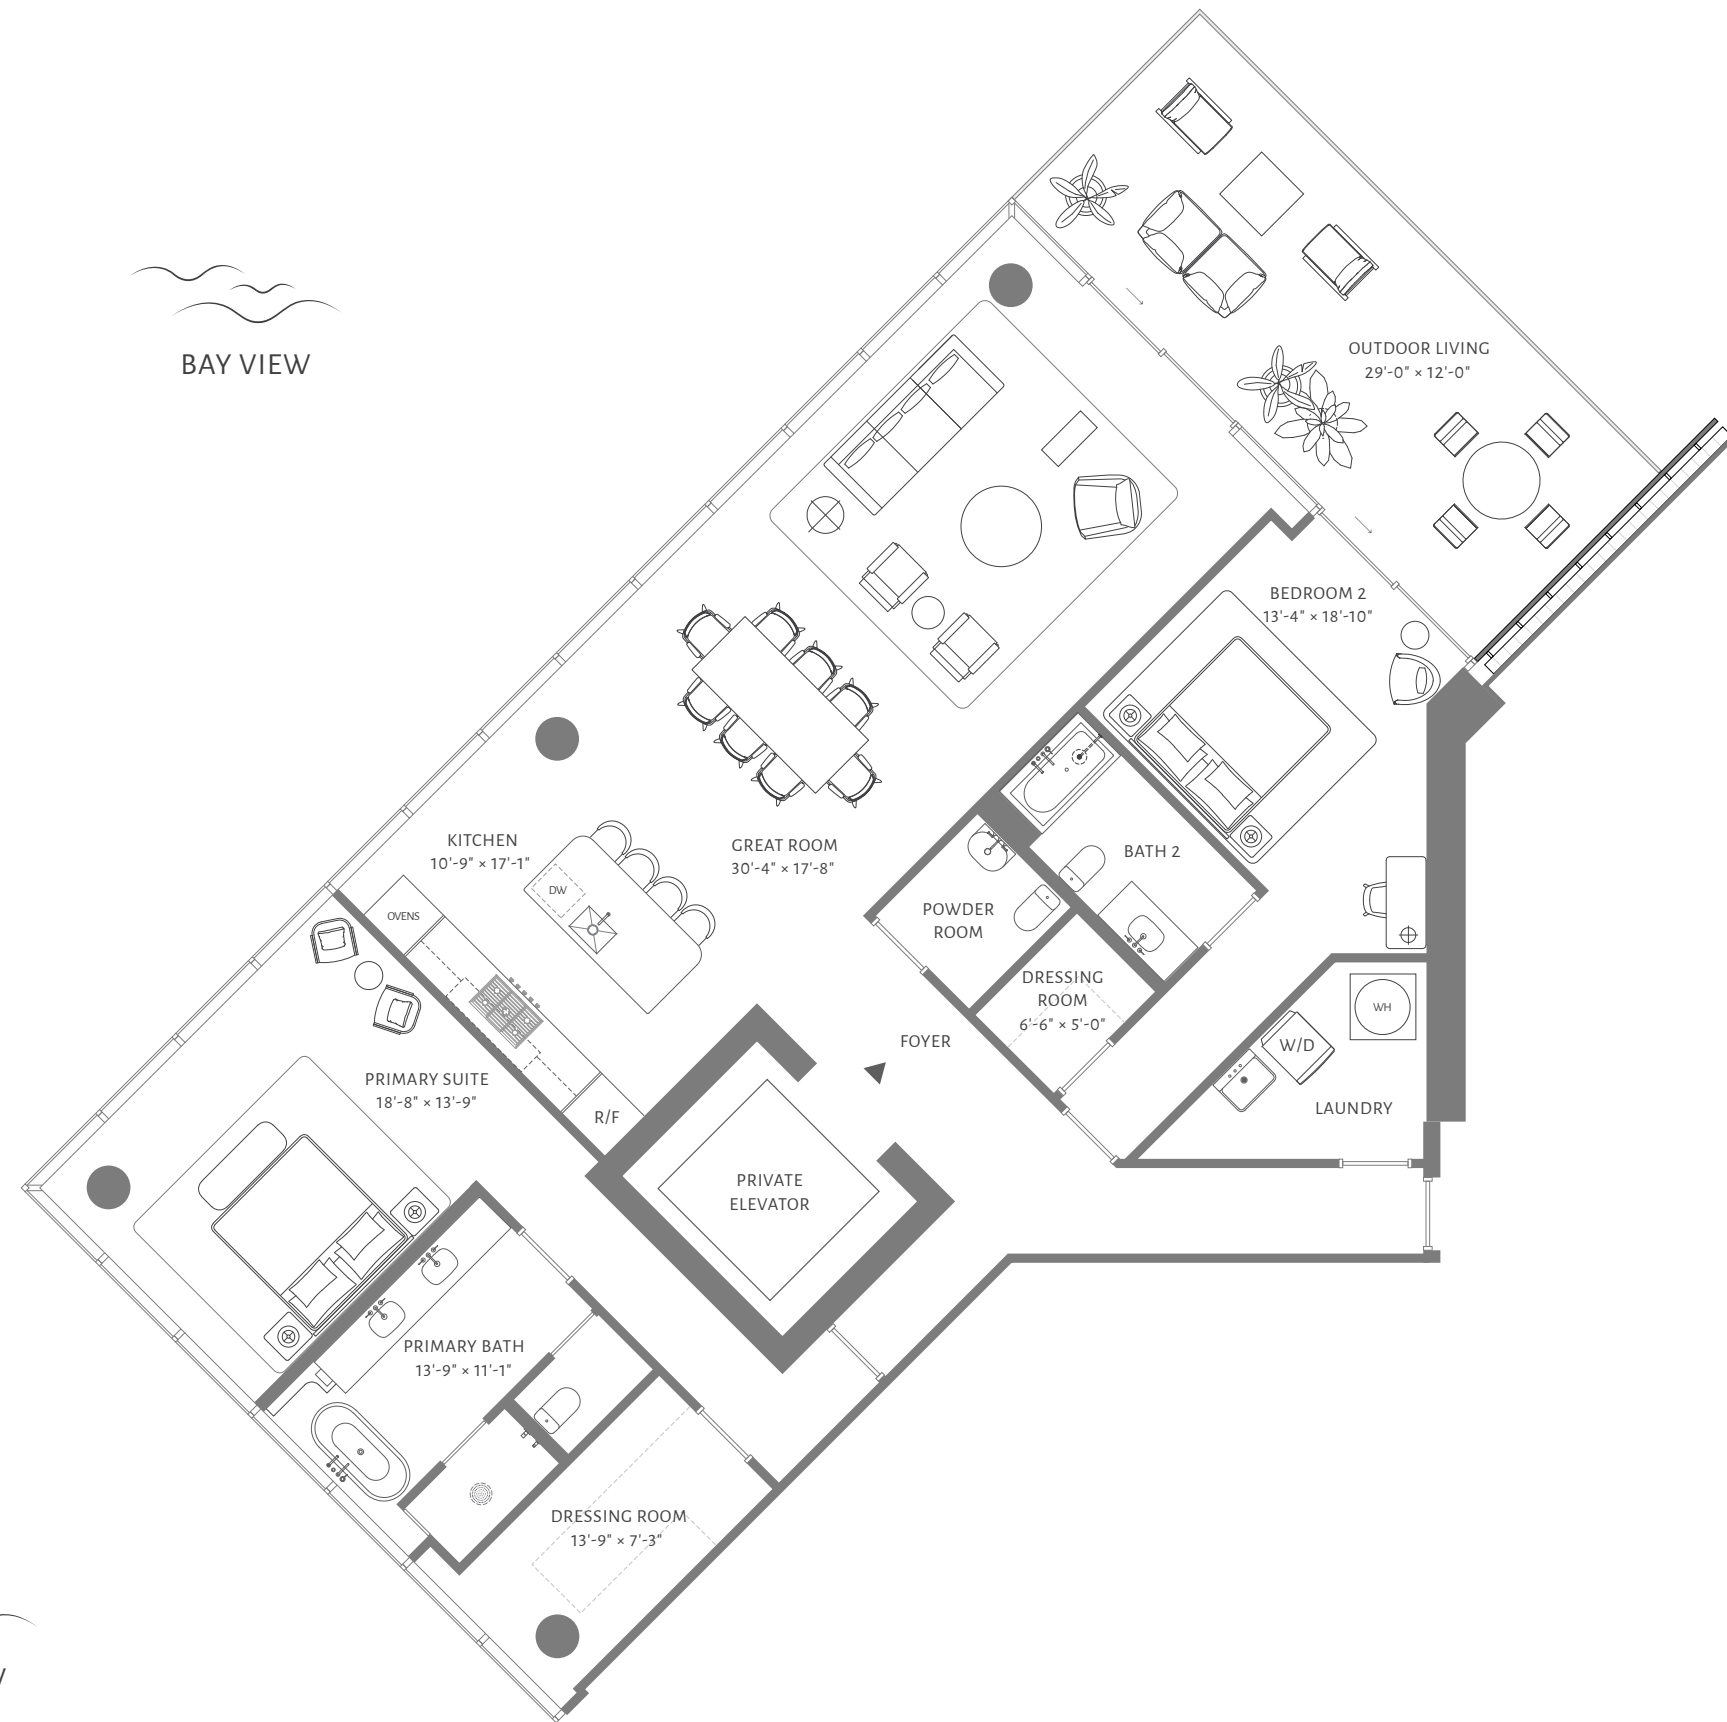 BAY VIEW
OUTDOOR LIVING
29'-0" × 12'-0"
BEDROOM 2
13'-4" × 18'-10"
KITCHEN
10'-9" × 17'-1"
GREAT ROOM
30'-4" × 17'-8"
DW
OVENS
BATH 2
POWDER
ROOM
DRESSING
ROOM
6'-6" × 5'-0"
WH
W/D
FOYER
PRIMARY SUITE
18'-8" × 13'-9"
R/F
LAUNDRY
PRIVATE
ELEVATOR
PRIMARY BATH
13'-9" × 11'-1"
DRESSING ROOM
13'-9" × 7'-3"